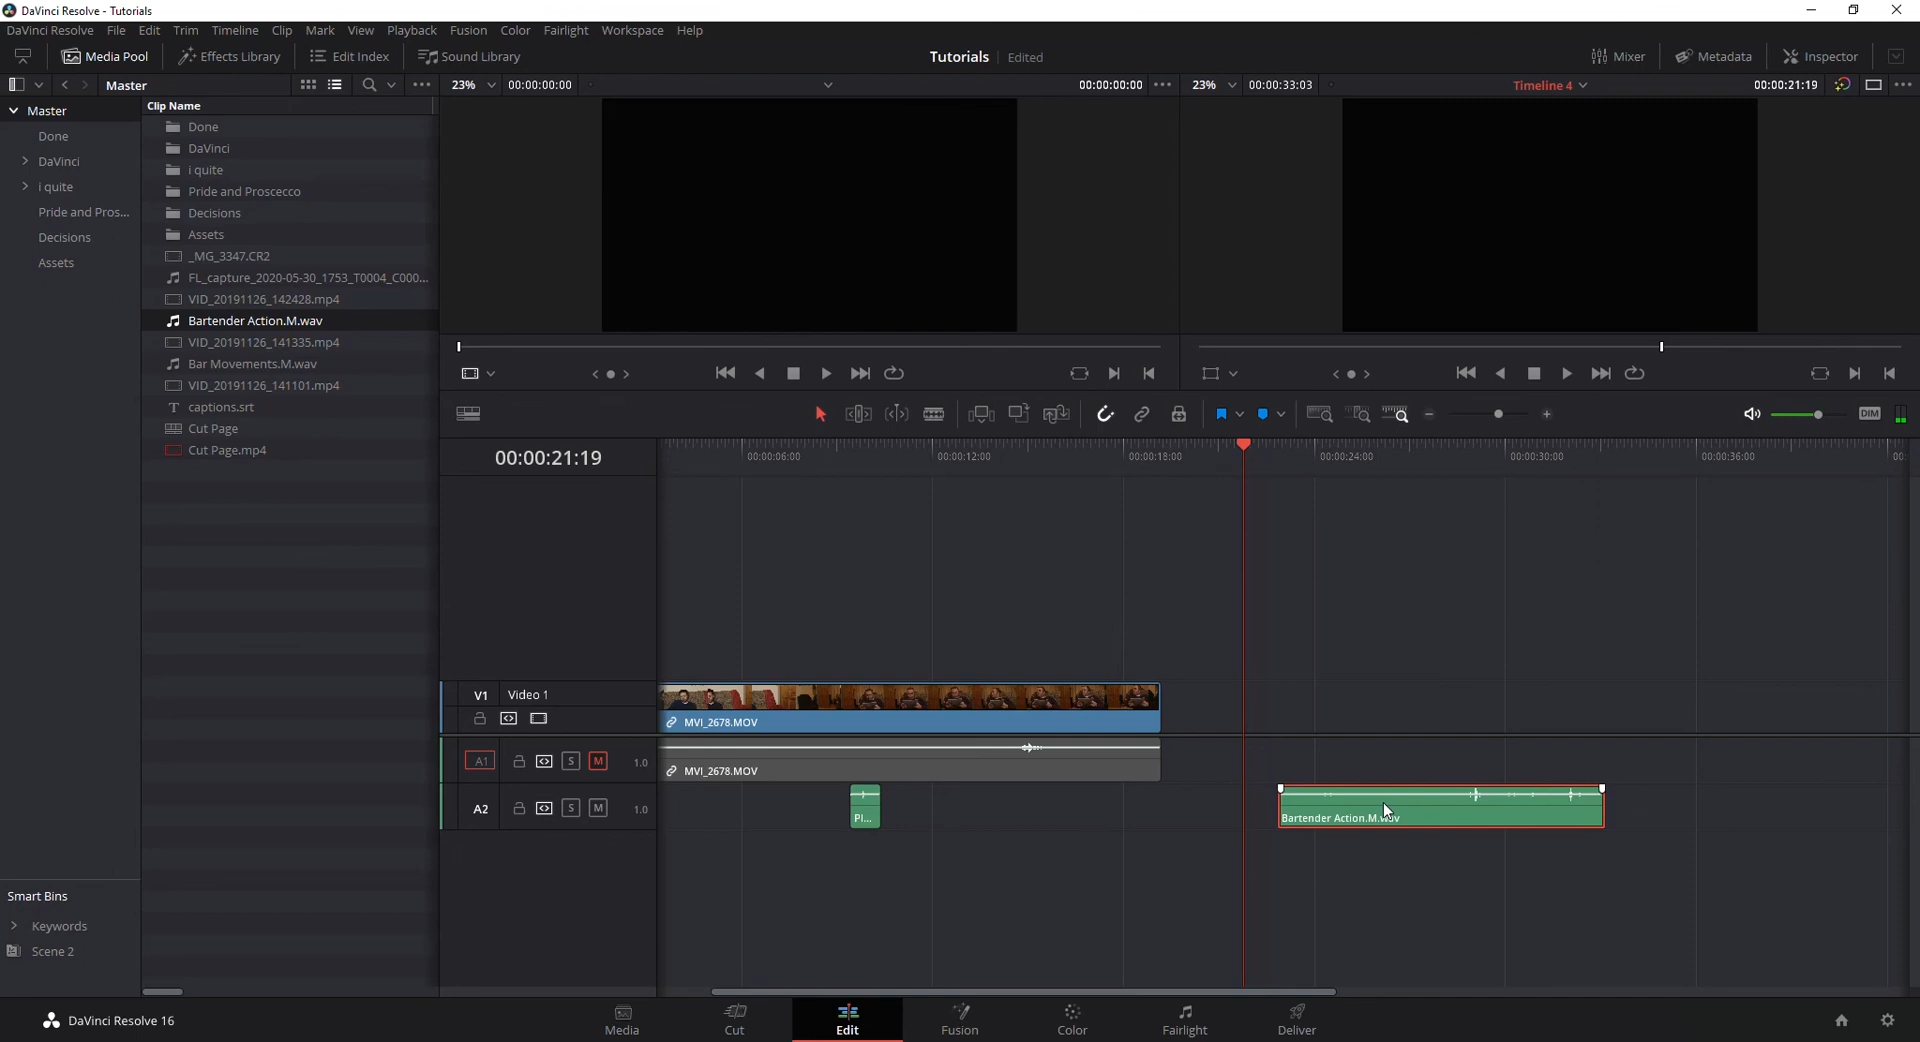 DaVinci Resolve - Tutorials
DaVinci Resolve File Edit Trim Timeline Clip Mark View Playback Fusion Color Fairlight Workspace Help
Media Pool Effects Library Edit Index Sound Library Tutorials Edited Mixer Metadata Inspector
Master 23% 00:00:00:00 00:00:00:00 23% 00:00:33:03 Timeline 4 00:00:21:19
Master
Done
DaVinci
i quite
Pride and Pros...
Decisions
Assets
Clip Name
Done
DaVinci
i quite
Pride and Proscecco
Decisions
Assets
_MG_3347.CR2
FL_capture_2020-05-30_1753_T0004_C000...
VID_20191126_142428.mp4
Bartender Action.M.wav
VID_20191126_141335.mp4
Bar Movements.M.wav
VID_20191126_141101.mp4
captions.srt
Cut Page
Cut Page.mp4
DIM
00:00:21:19
00:00:06:00 00:00:12:00 00:00:18:00 00:00:24:00 00:00:30:00 00:00:36:00 00:
V1 Video 1
MVI_2678.MOV
A1 S M 1.0
MVI_2678.MOV
A2 S M 1.0
Pl...
Bartender Action.M.wav
Smart Bins
Keywords
Scene 2
DaVinci Resolve 16
Media Cut Edit Fusion Color Fairlight Deliver